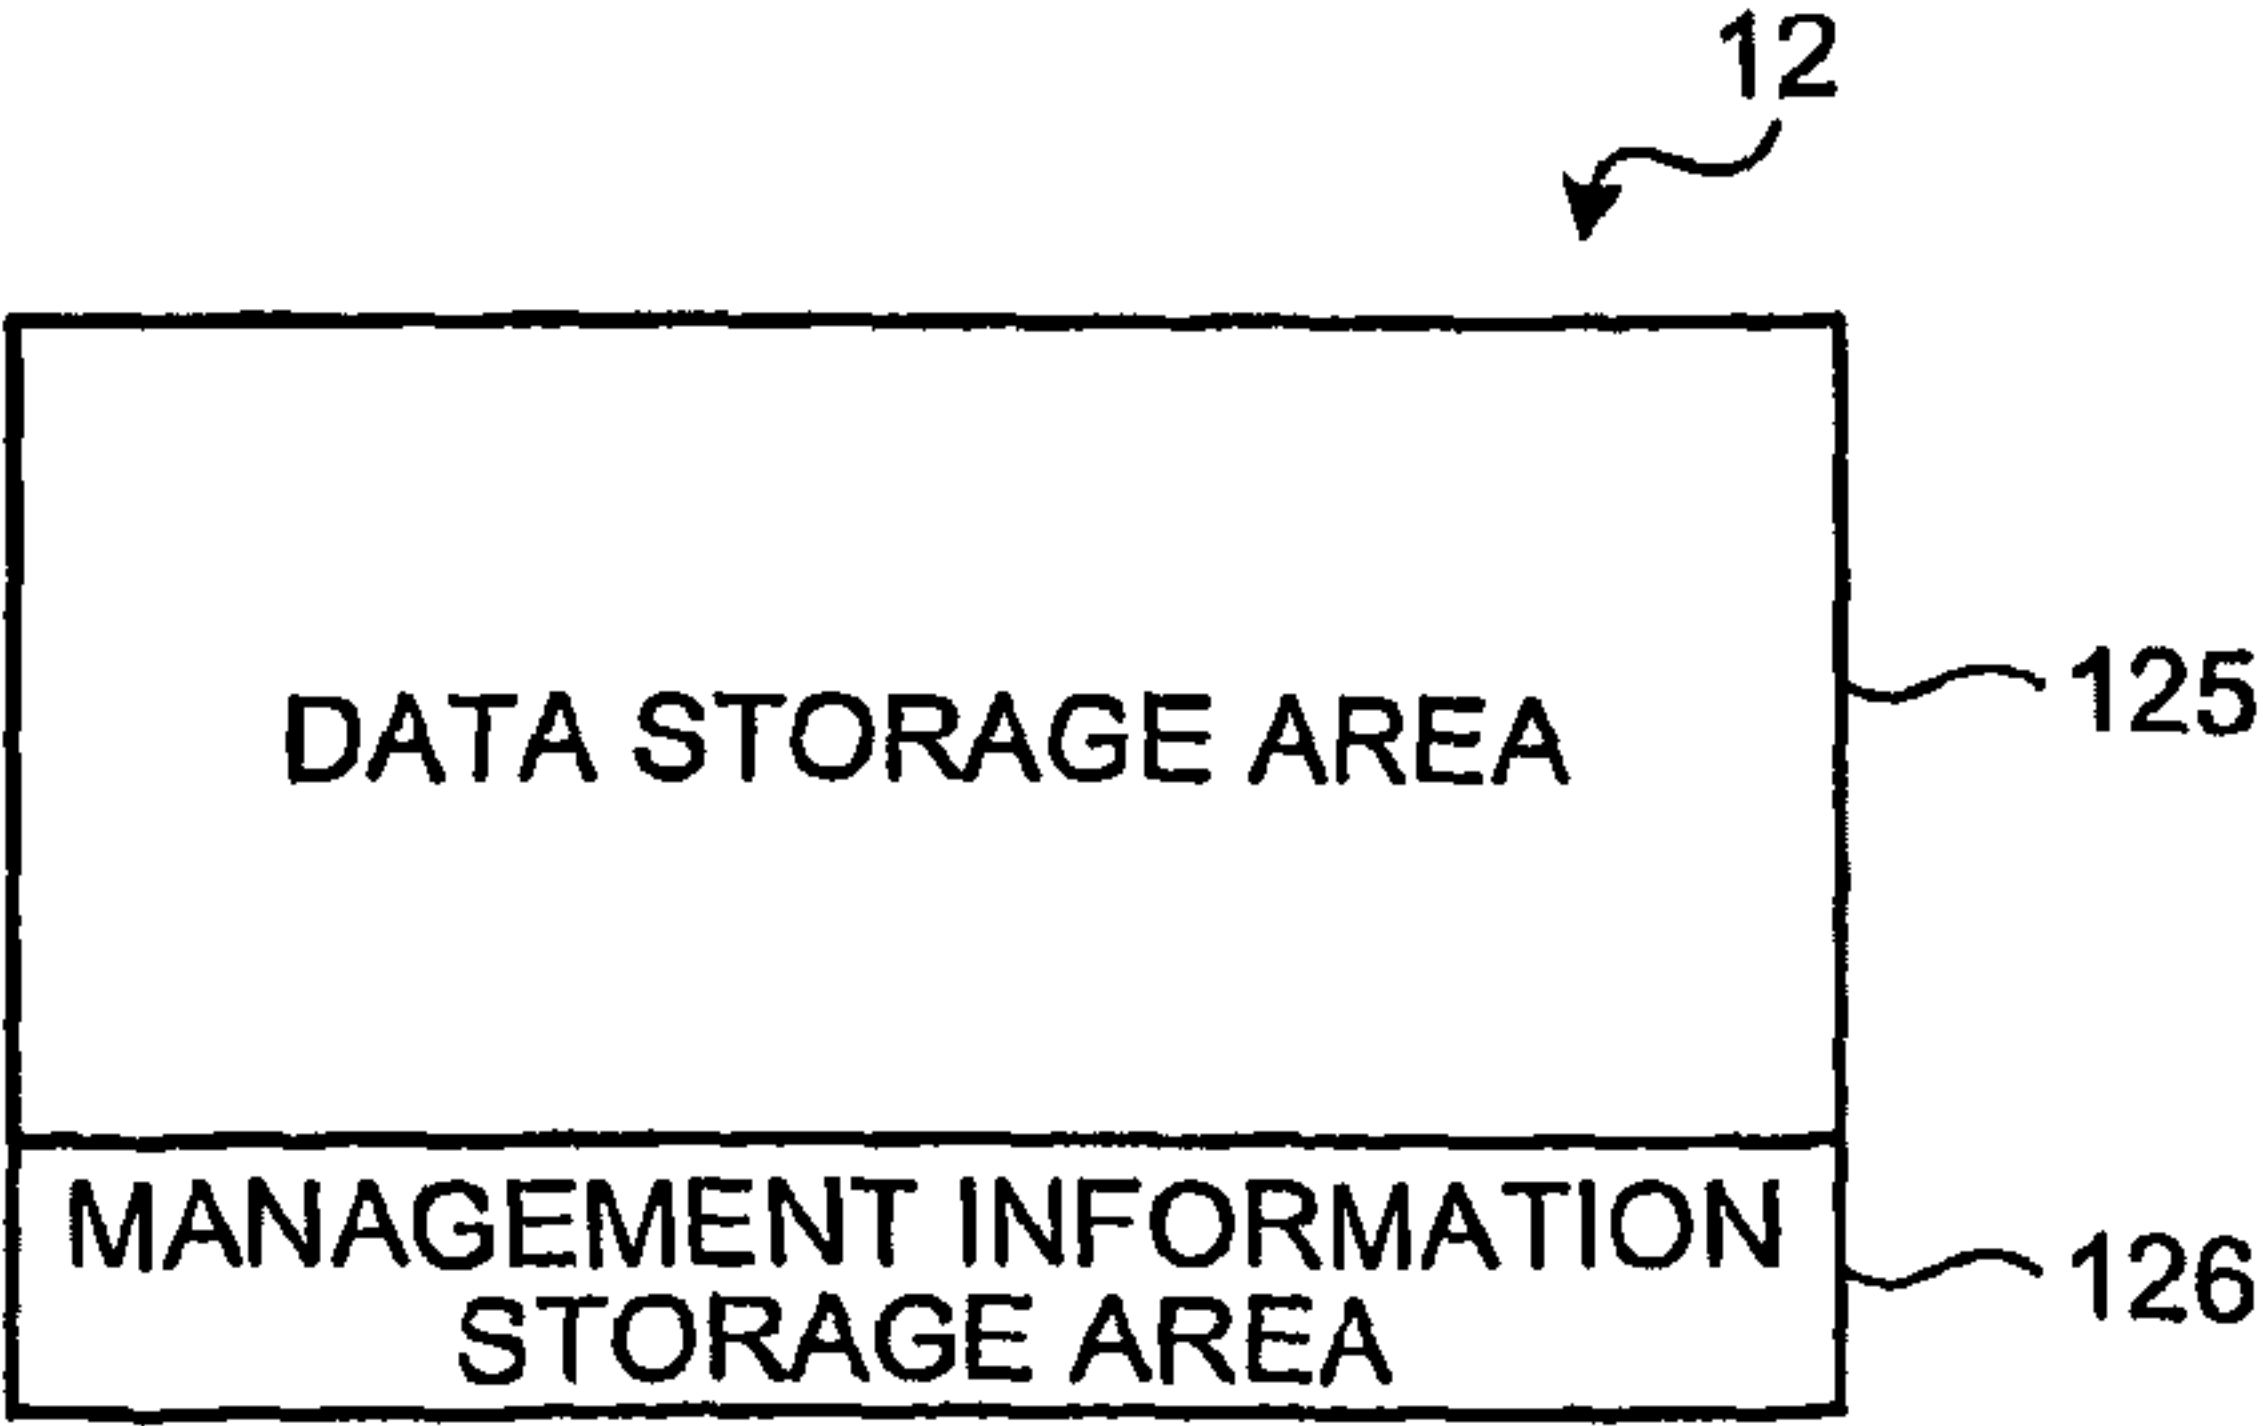 12
DATA STORAGE AREA
125
MANAGEMENT INFORMATION
STORAGE AREA
126